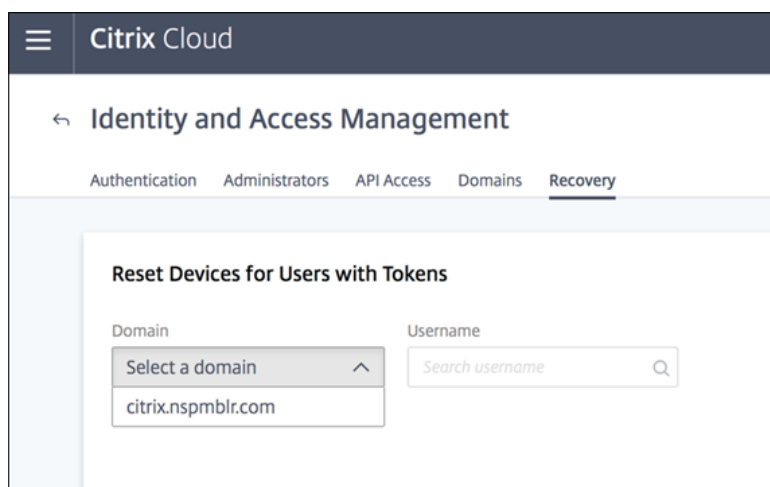 Citrix Cloud
Identity and Access Management
Authentication Administrators API Access Domains Recovery
Reset Devices for Users with Tokens
Domain Username
Select a domain Search username
citrix.nspmblr.com